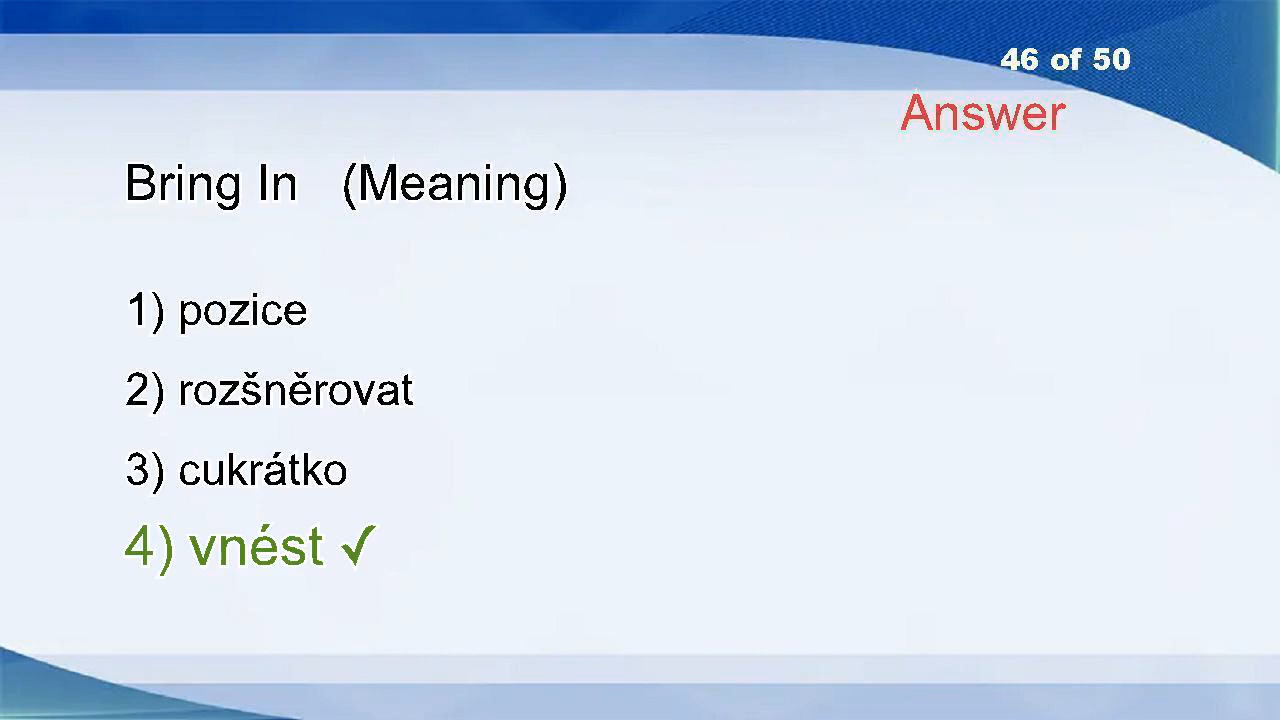 46 of 50
Answer
Bring In (Meaning)
1) pozice
2) rozšněrovat
3) cukrátko
4) vnést ✓